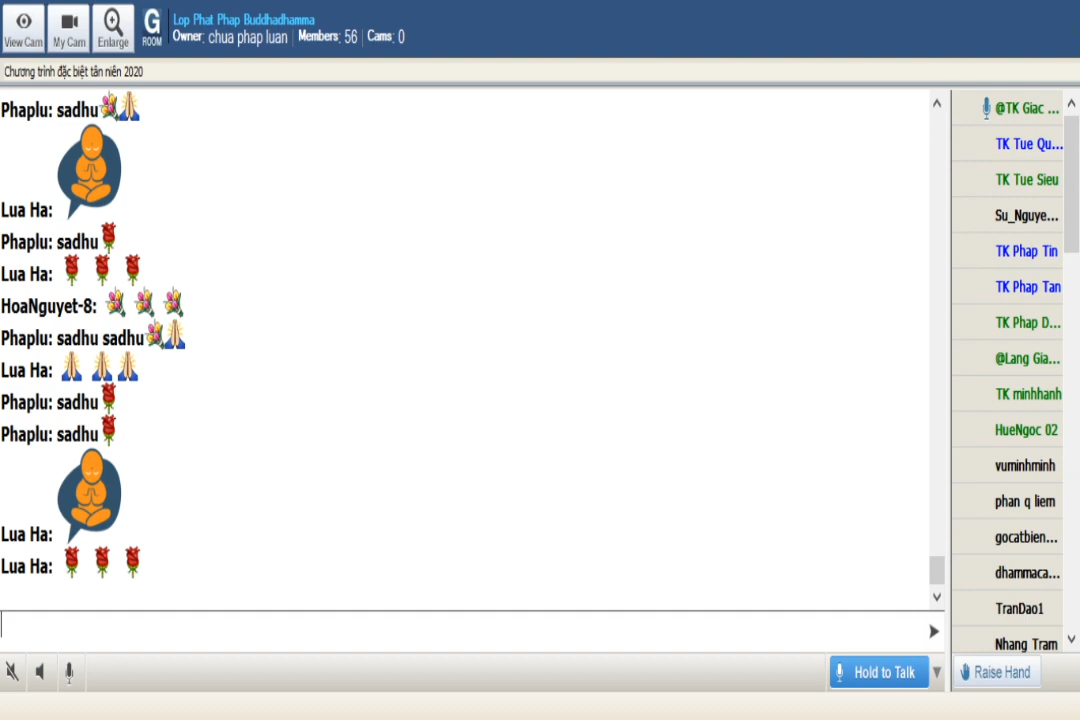 View Cam
My Cam
Enlarge
G
ROOM
Lop Phat Phap Buddhadhamma
Owner: chua phap luan | Members: 56 | Cams: 0
Chương trình đặc biệt tân niên 2020
Phaplu: sadhu
Lua Ha:
Phaplu: sadhu
Lua Ha:
HoaNguyet-8:
Phaplu: sadhu sadhu
Lua Ha:
Phaplu: sadhu
Phaplu: sadhu
Lua Ha:
Lua Ha:
@TK Giac ...
TK Tue Qu...
TK Tue Sieu
Su_Nguye...
TK Phap Tin
TK Phap Tan
TK Phap D...
@Lang Gia...
TK minhhanh
HueNgoc 02
vuminhminh
phan q liem
gocatbien...
dhammaca...
TranDao1
Nhang Tram
Hold to Talk
Raise Hand